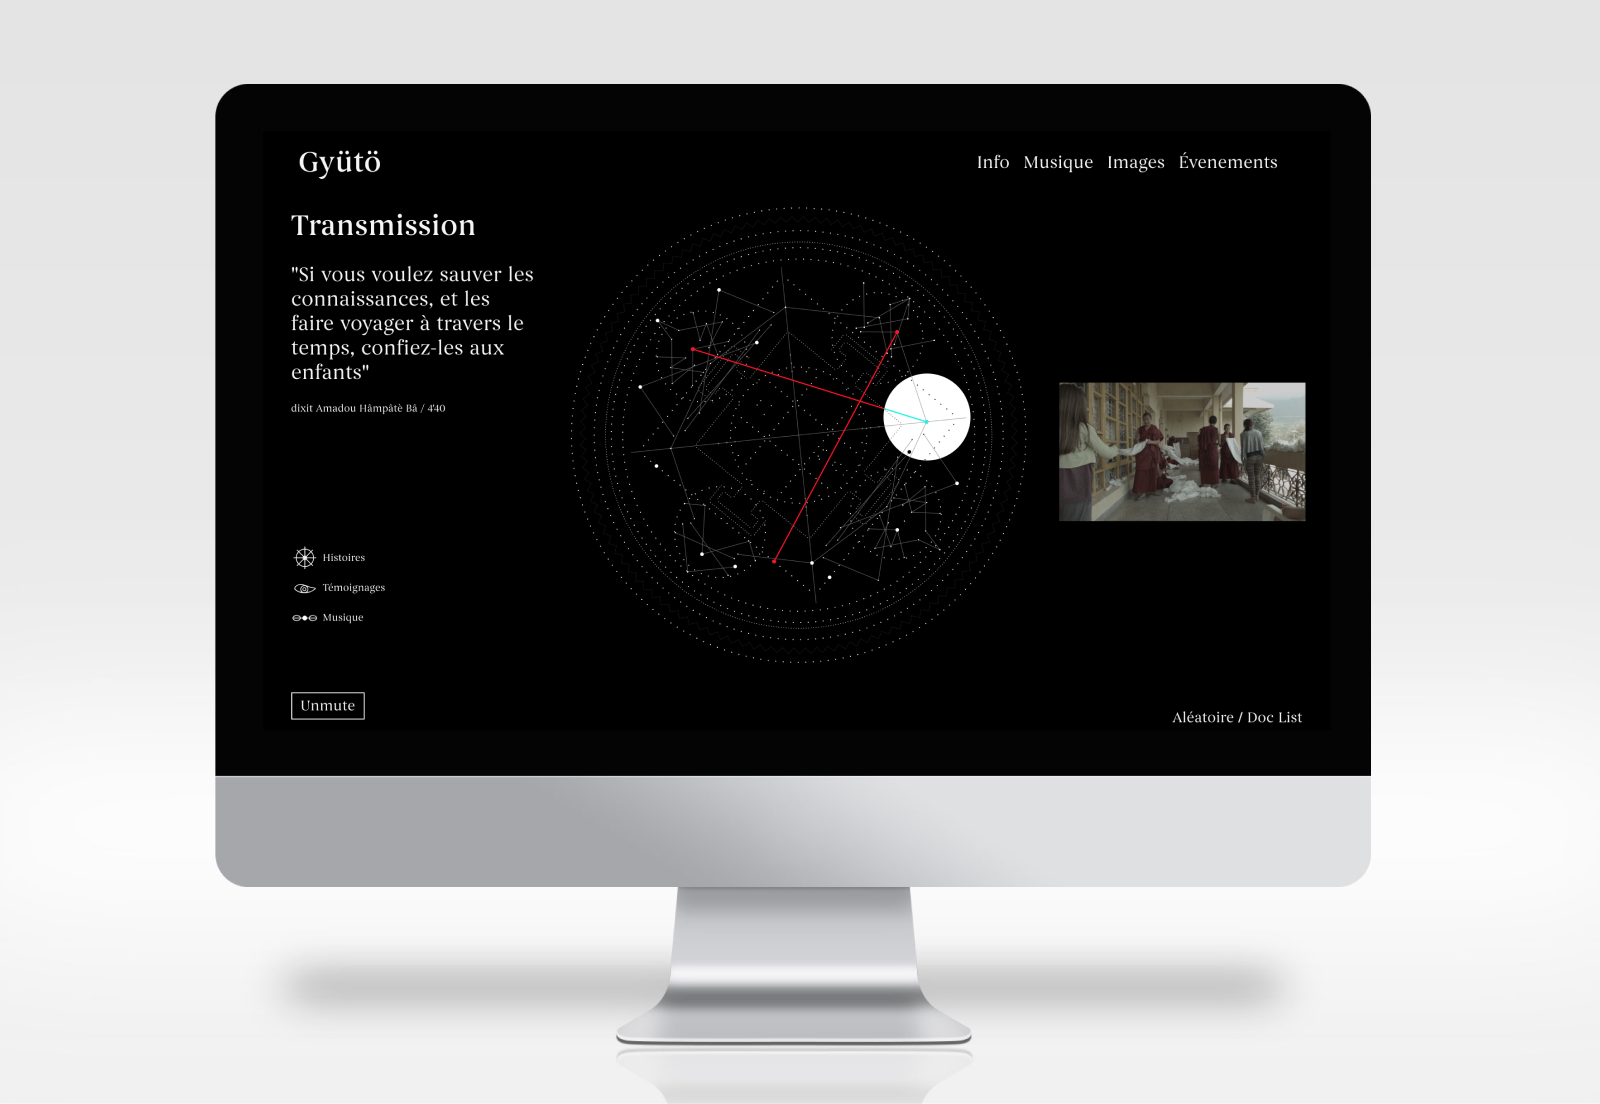 Gyütö
Info Musique Images Évenements
Transmission
"Si vous voulez sauver les
connaissances, et les
faire voyager à travers le
temps, confiez-les aux
enfants"
dixit Amadou Hâmpâtè Bâ / 4'40
Histoires
Témoignages
Musique
Unmute
Aléatoire / Doc List